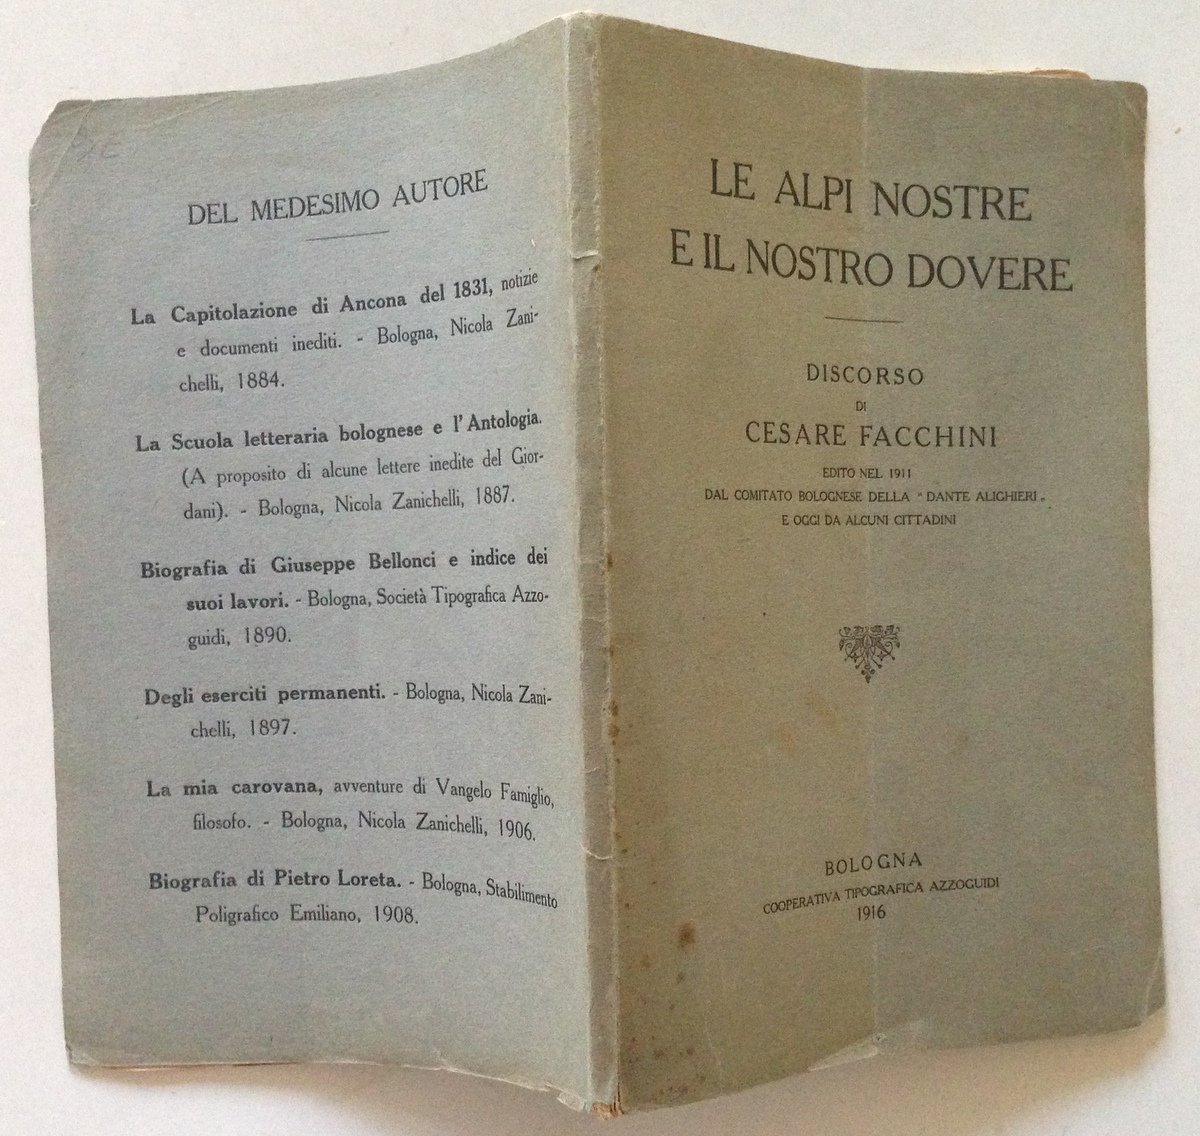 DEL MEDESIMO AUTORE
La Capitolazione di Ancona del 1831, notizie
e documenti inediti. - Bologna, Nicola Zani-
chelli, 1884.
La Scuola letteraria bolognese e l' Antologia.
(A proposito di alcune lettere inedite del Gior-
dani). - Bologna, Nicola Zanichelli, 1887.
Biografia di Giuseppe Bellonci e indice dei
suoi lavori. - Bologna, Società Tipografica Azzo-
guidi, 1890.
Degli eserciti permanenti. - Bologna, Nicola Zani-
chelli, 1897.
La mia carovana, avventure di Vangelo Famiglio,
filosofo. - Bologna, Nicola Zanichelli, 1906.
Biografia di Pietro Loreta. - Bologna, Stabilimento
Poligrafico Emiliano, 1908.
LE ALPI NOSTRE
E IL NOSTRO DOVERE
DISCORSO
DI
CESARE FACCHINI
EDITO NEL 1911
DAL COMITATO BOLOGNESE DELLA " DANTE ALIGHIERI „
E OGGI DA ALCUNI CITTADINI
BOLOGNA
COOPERATIVA TIPOGRAFICA AZZOGUIDI
1916